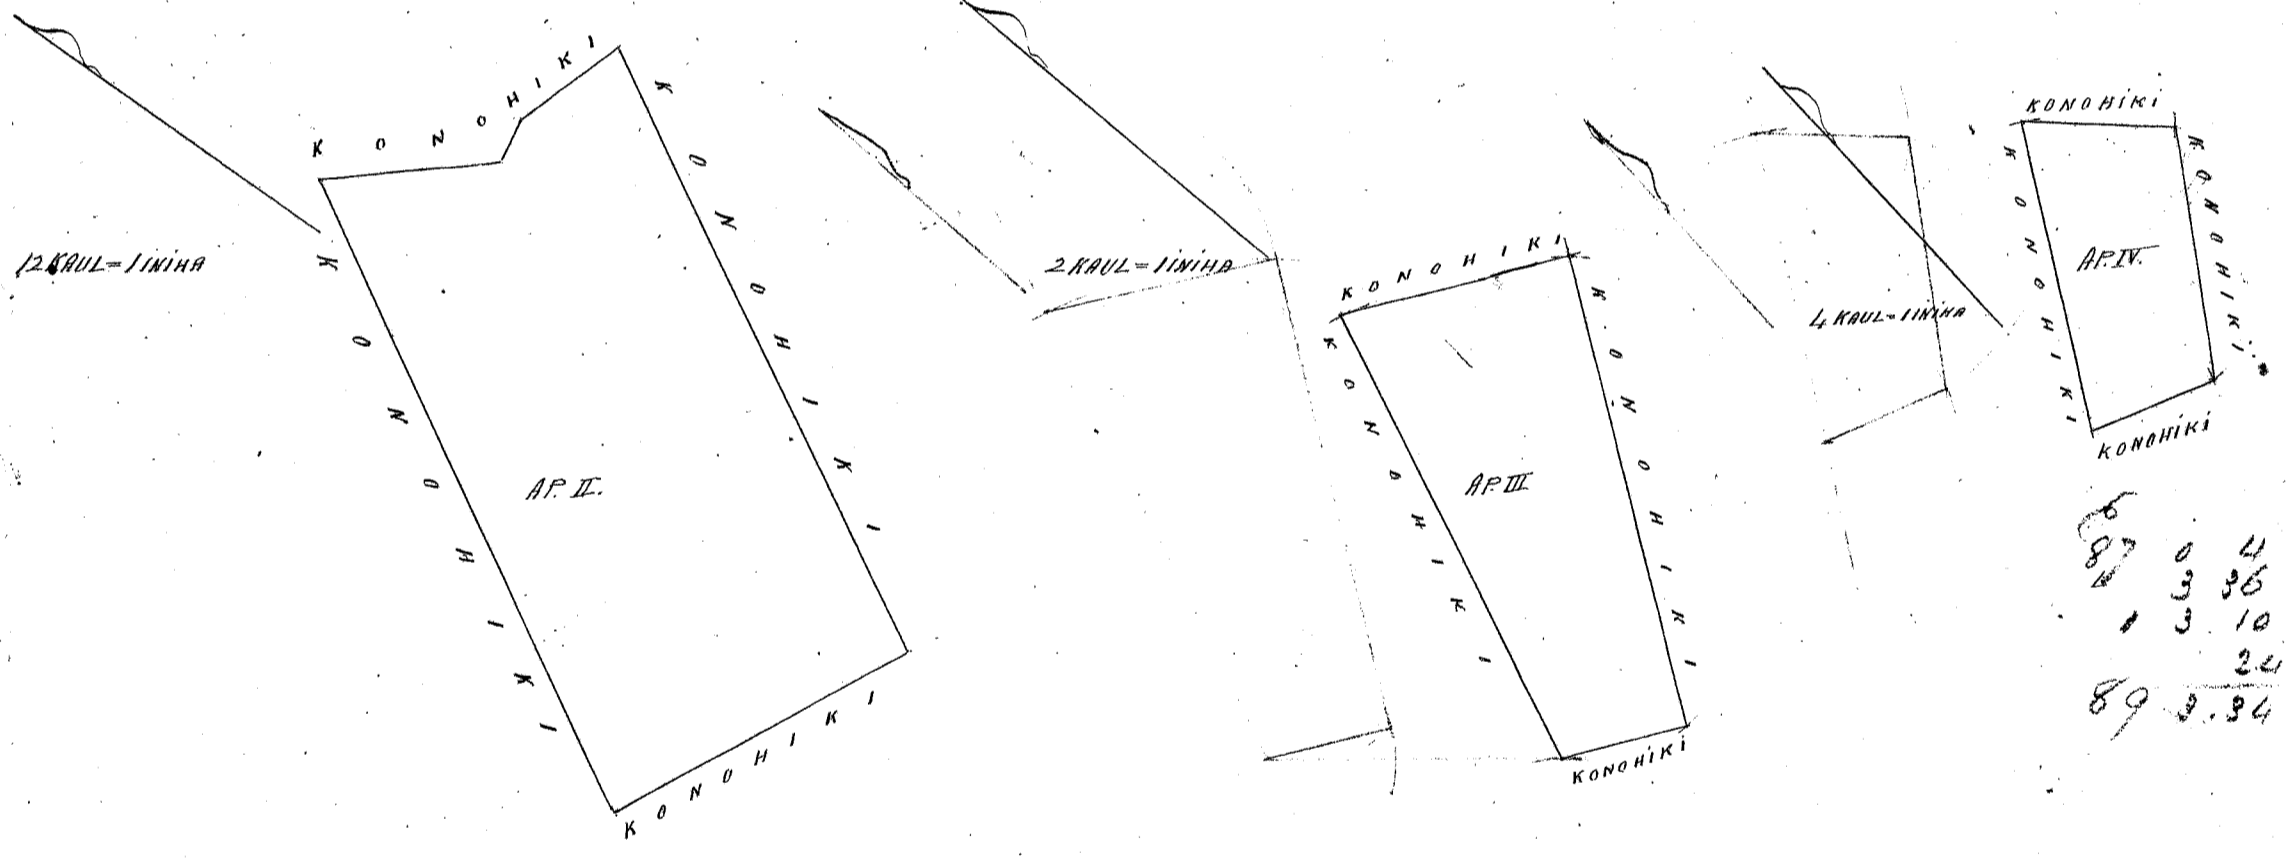 12 KAUL = 1 INIHA
KONOHIKI
KONOHIKI
KONOHIKI
KONOHIKI
AP. II.
2 KAUL = 1 INIHA
KONOHIKI
KONOHIKI
KONOHIKI
KONOHIKI
AP. III
4 KAUL = 1 INIHA
KONOHIKI
KONOHIKI
KONOHIKI
KONOHIKI
AP. IV.
87 0 4
3 36
1 3 10
24
89 3.34